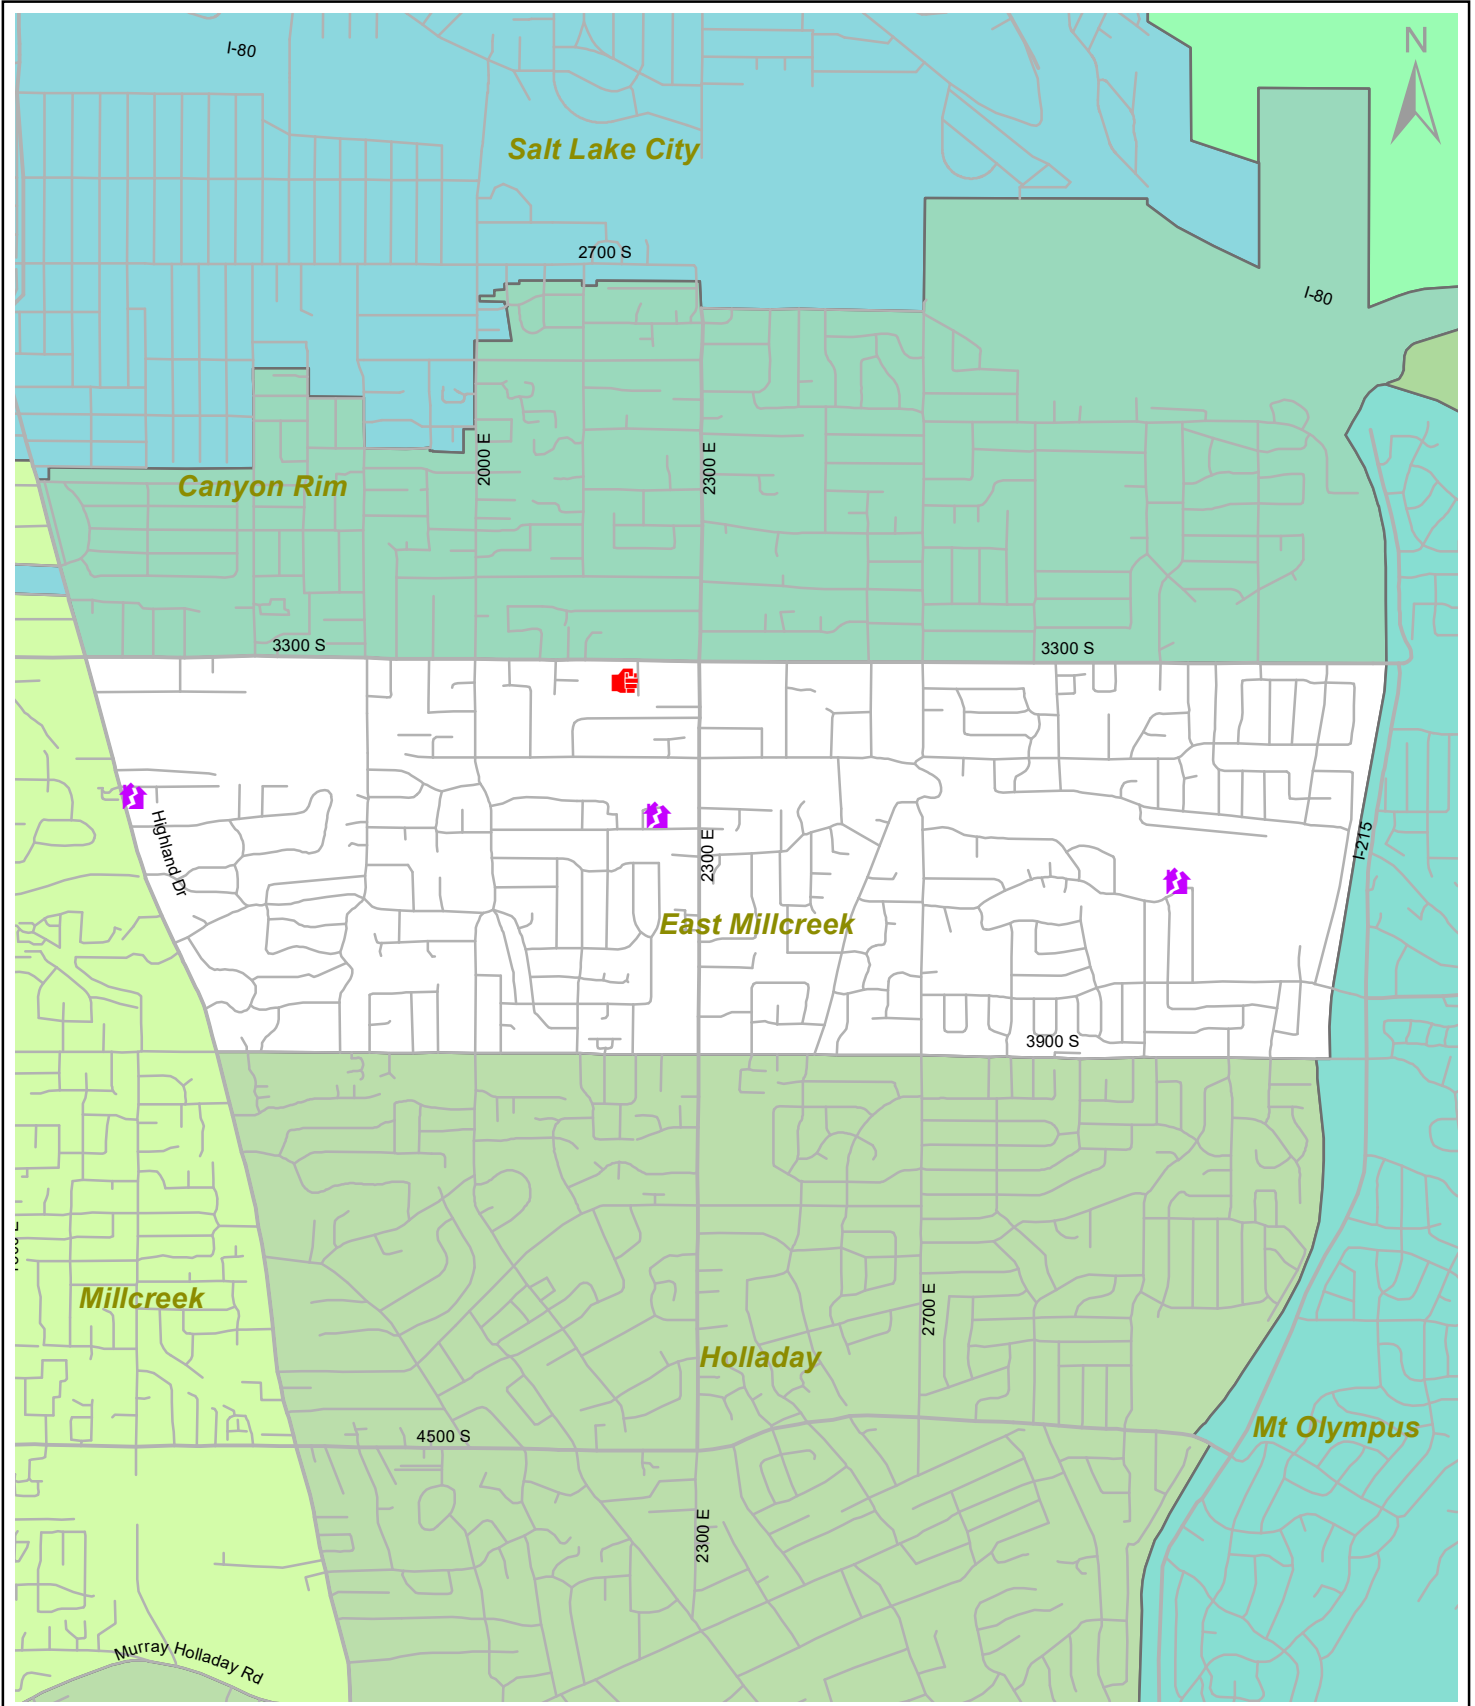 I-80
N
Salt Lake City
2700 S
I-80
2000 E
2300 E
Canyon Rim
3300 S
3300 S
Highland Dr
2300 E
I-215
East Millcreek
3900 S
Millcreek
2700 E
Holladay
4500 S
Mt Olympus
2300 E
Murray Holladay Rd